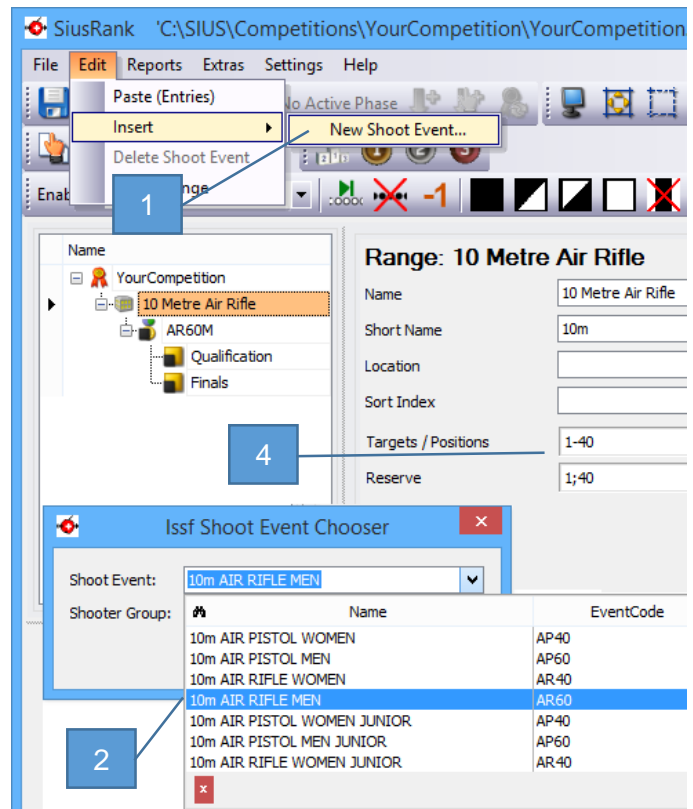 SiusRank 'C:\SIUS\Competitions\YourCompetition\YourCompetition
File Edit Reports Extras Settings Help
Paste (Entries)
No Active Phase
Insert
New Shoot Event...
Delete Shoot Event
Enab
nge
-1
1
Name
YourCompetition
10 Metre Air Rifle
AR60M
Qualification
Finals
Range: 10 Metre Air Rifle
Name 10 Metre Air Rifle
Short Name 10m
Location
Sort Index
Targets / Positions 1-40
Reserve 1;40
4
Issf Shoot Event Chooser
Shoot Event: 10m AIR RIFLE MEN
Shooter Group:
Name EventCode
10m AIR PISTOL WOMEN AP40
10m AIR PISTOL MEN AP60
10m AIR RIFLE WOMEN AR40
10m AIR RIFLE MEN AR60
10m AIR PISTOL WOMEN JUNIOR AP40
10m AIR PISTOL MEN JUNIOR AP60
10m AIR RIFLE WOMEN JUNIOR AR40
2
x